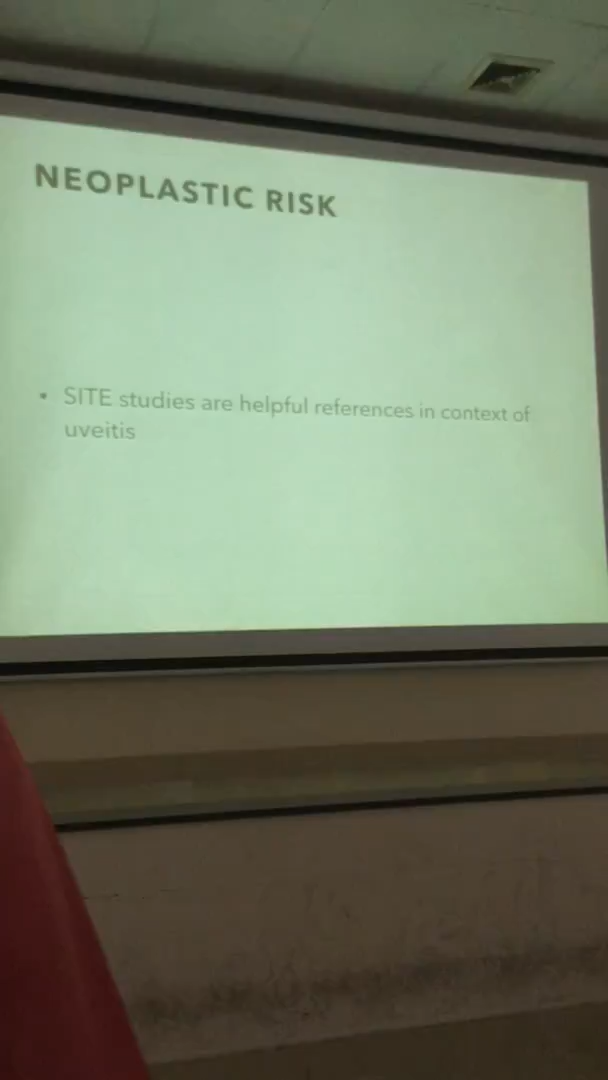 NEOPLASTIC RISK
• SITE studies are helpful references in context of
uveitis